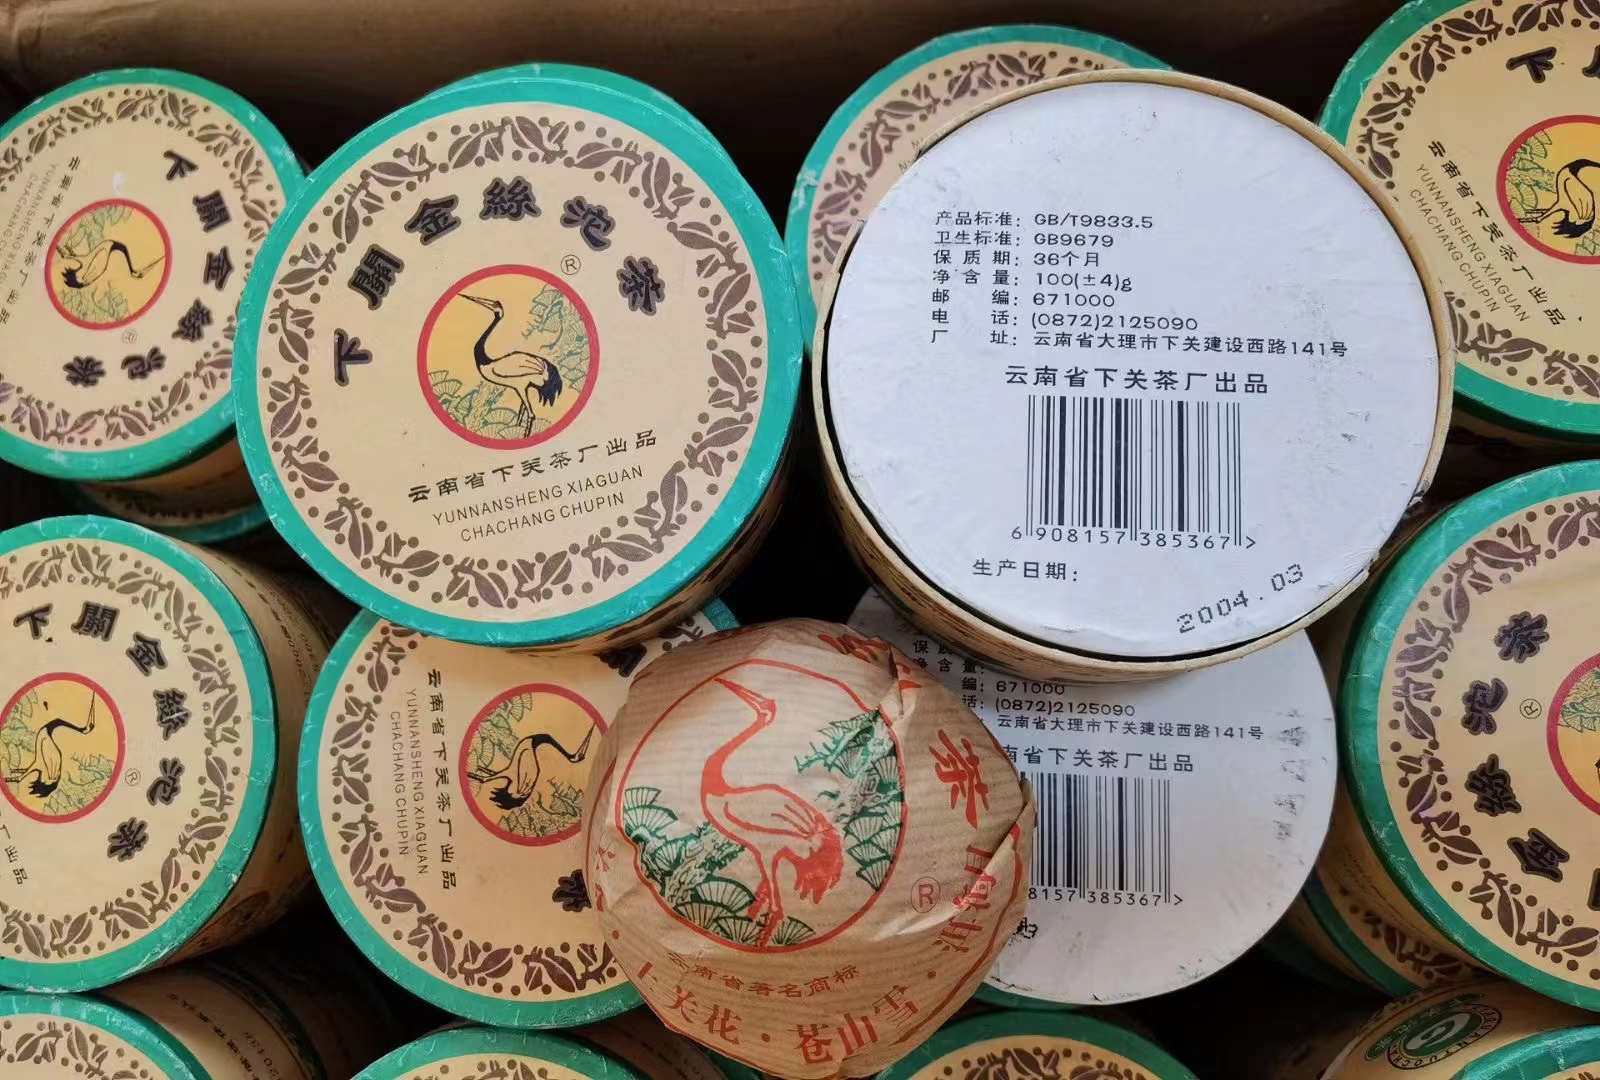 下關金絲沱茶
®
云南省下关茶厂出品
YUNNANSHENG XIAGUAN
CHACHANG CHUPIN
产品标准：GB/T9833.5
卫生标准：GB9679
保质期：36个月
净含量：100(±4)g
邮编：671000
电话：(0872)2125090
厂址：云南省大理市下关建设西路141号
云南省下关茶厂出品
6 908157 385367 >
生产日期：
2004.03
下關金絲沱茶
®
云南省下关茶厂出品
YUNNANSHENG XIAGUAN
CHACHANG CHUPIN
云南省下关茶厂出品
YUNNANSHENG XIAGUAN
CHACHANG CHUPIN
下關金絲沱茶
®
云南省下关茶厂出品
YUNNANSHENG XIAGUAN
CHACHANG CHUPIN
金絲沱茶
®
编：671000
话：(0872)2125090
云南省大理市下关建设西路141号
南省下关茶厂出品
8157 385367 >
茶
®
云南省著名商标
下关花·苍山雪·